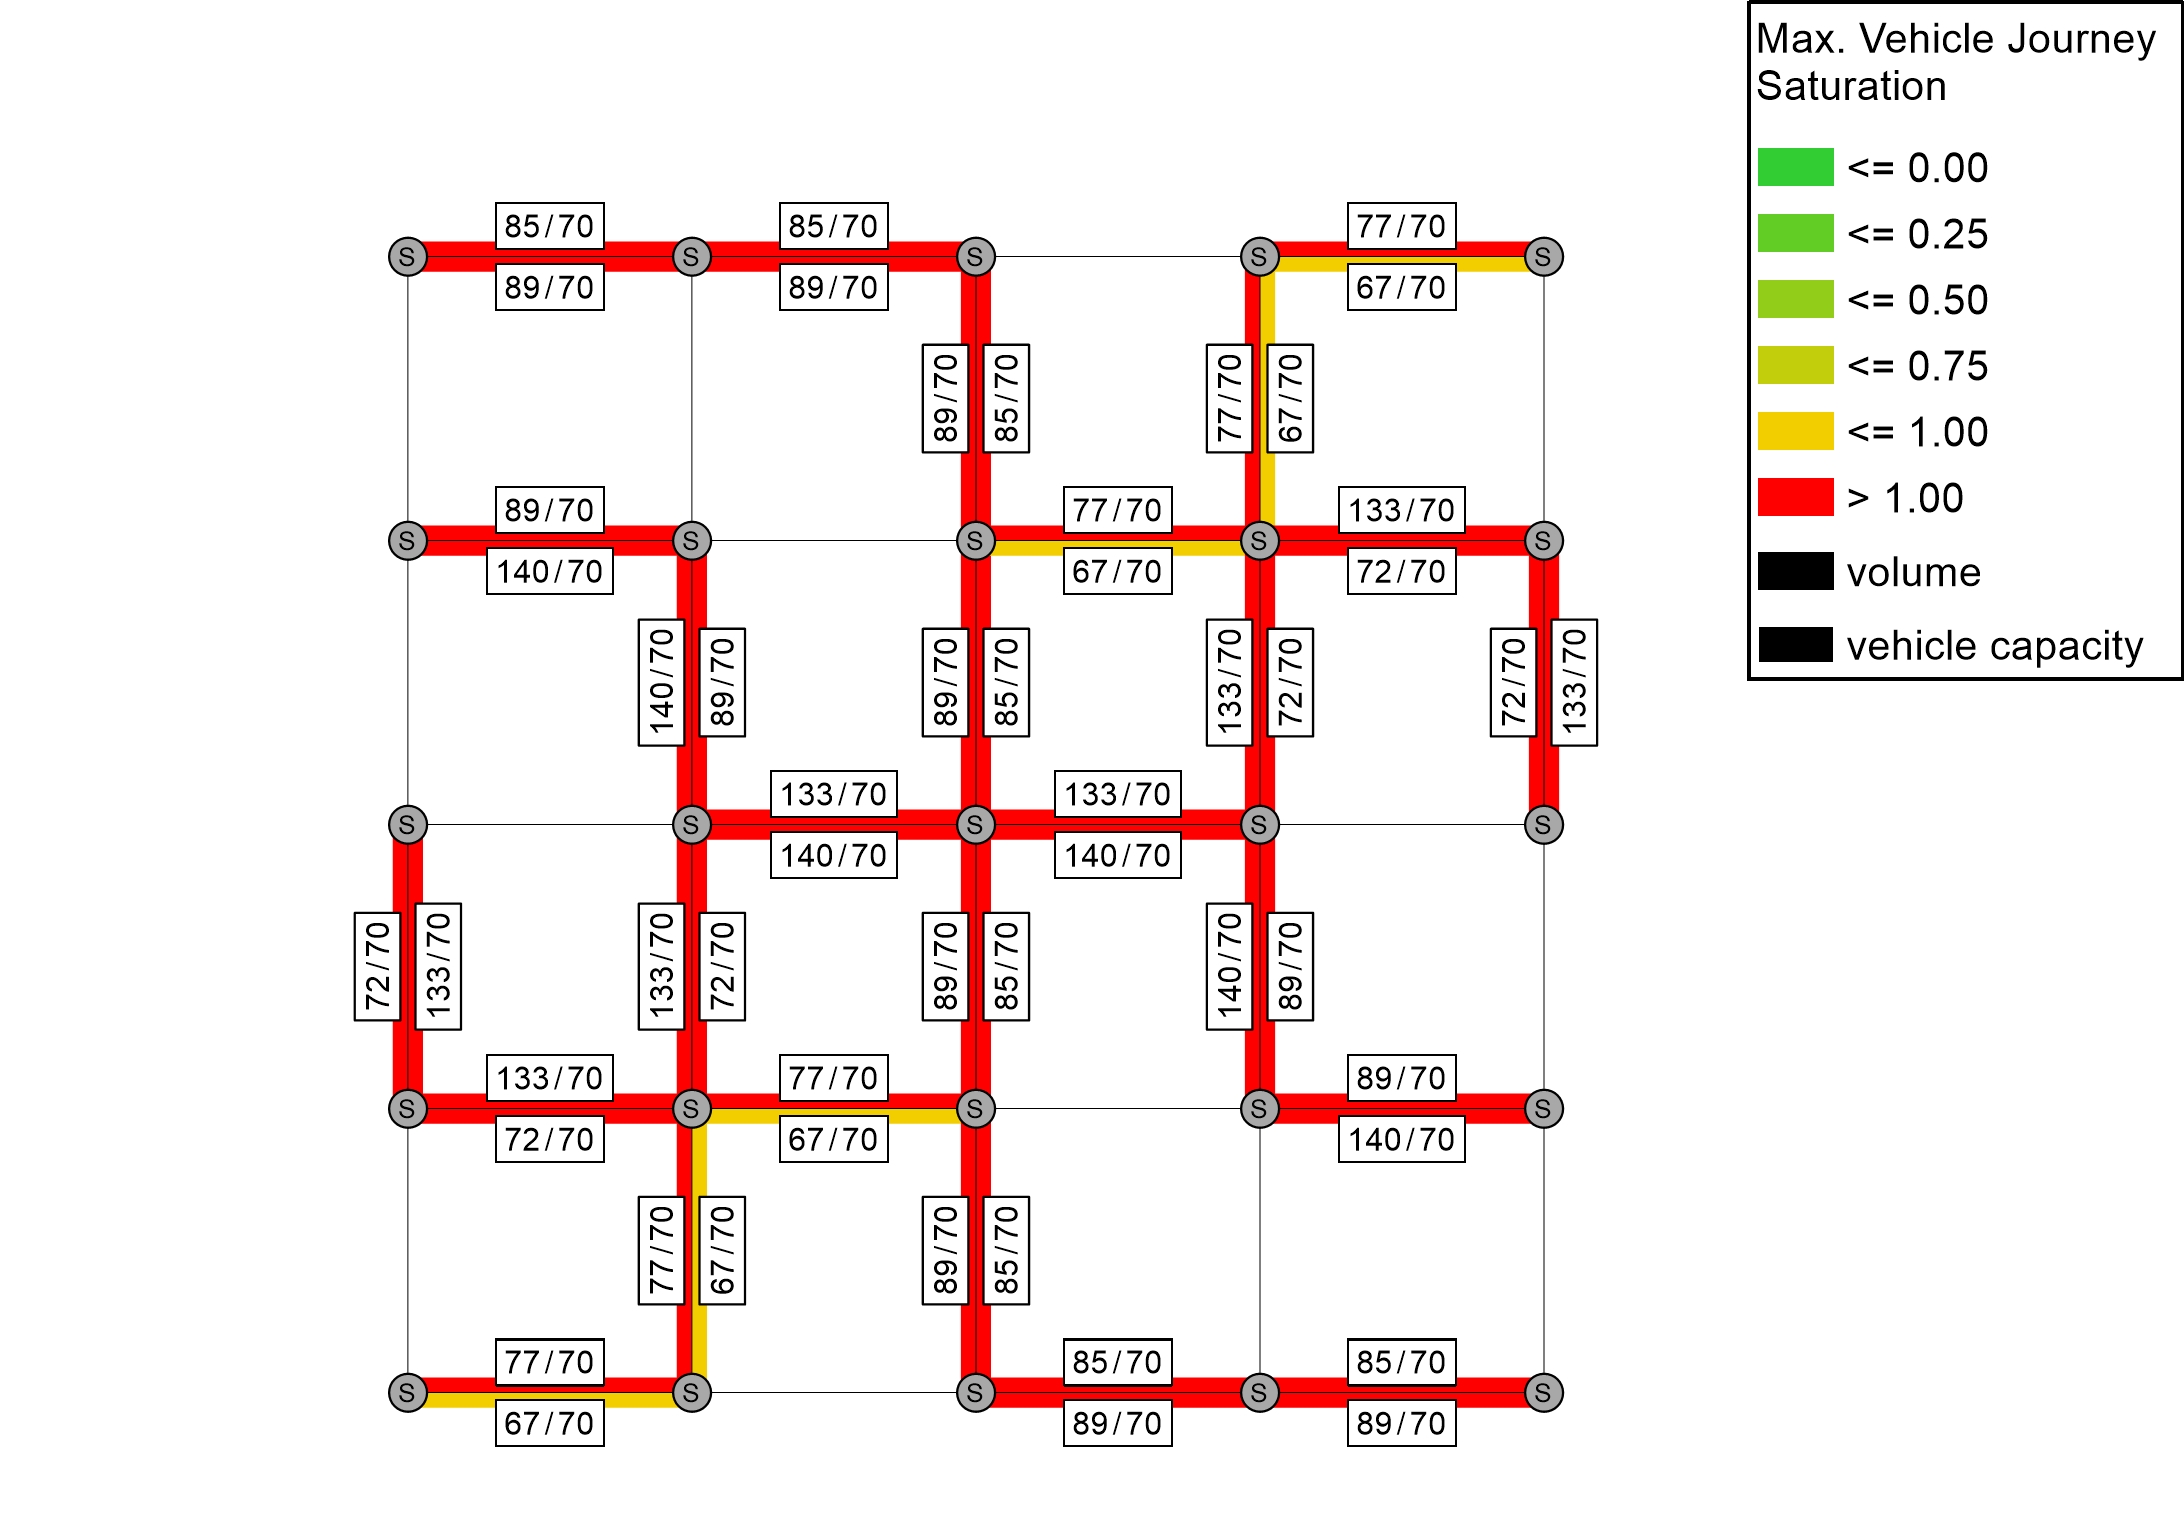 Max. Vehicle Journey
Saturation
<= 0.00
<= 0.25
<= 0.50
<= 0.75
<= 1.00
> 1.00
volume
vehicle capacity
85/70 85/70 77/70
S S S S S
89/70 89/70 67/70
89/70 85/70 77/70 67/70
89/70 77/70 133/70
S S S S S
140/70 67/70 72/70
140/70 89/70 89/70 85/70 133/70 72/70 72/70 133/70
133/70 133/70
S S S S S
140/70 140/70
72/70 133/70 133/70 72/70 89/70 85/70 140/70 89/70
133/70 77/70 89/70
S S S S S
72/70 67/70 140/70
77/70 67/70 89/70 85/70
77/70 85/70 85/70
S S S S S
67/70 89/70 89/70